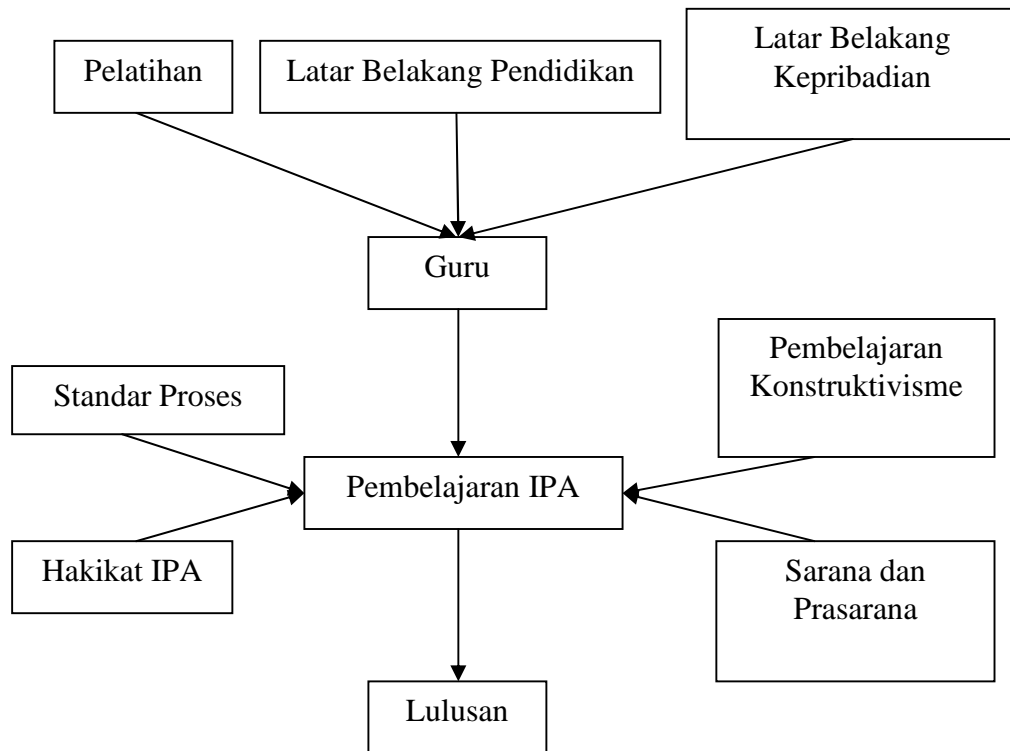 Pelatihan
Latar Belakang Pendidikan
Latar Belakang
Kepribadian
Guru
Standar Proses
Pembelajaran
Konstruktivisme
Pembelajaran IPA
Hakikat IPA
Sarana dan
Prasarana
Lulusan